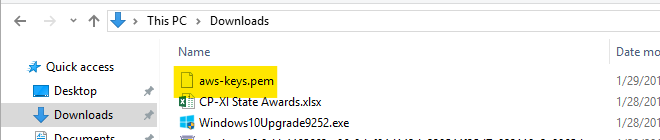 This PC > Downloads
Name
Date mo
Quick access
aws-keys.pem
1/29/201
Desktop
CP-XI State Awards.xlsx
1/28/201
Downloads
Windows10Upgrade9252.exe
1/28/201
Documents